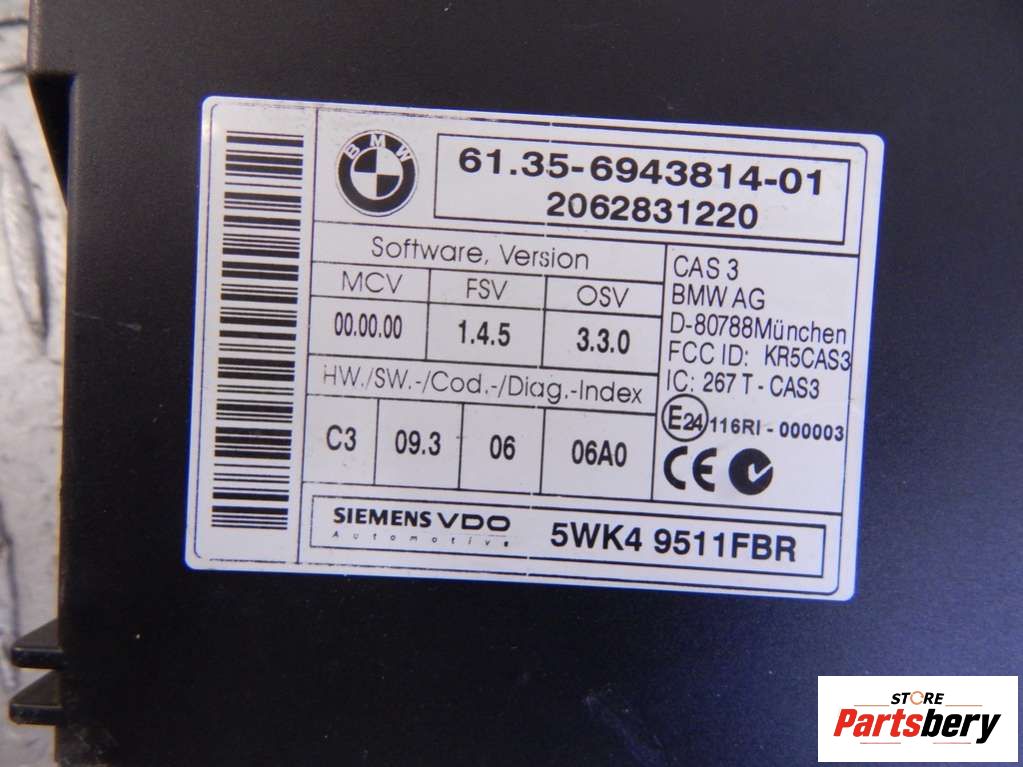 BMW
61.35-6943814-01
2062831220
Software, Version
MCV FSV OSV
00.00.00 1.4.5 3.3.0
HW./SW.-/Cod.-/Diag.-Index
C3 09.3 06 06A0
CAS 3
BMW AG
D-80788München
FCC ID: KR5CAS3
IC: 267 T - CAS3
E24 116RI - 000003
CE
SIEMENS VDO
Automotive
5WK4 9511FBR
STORE
Partsbery